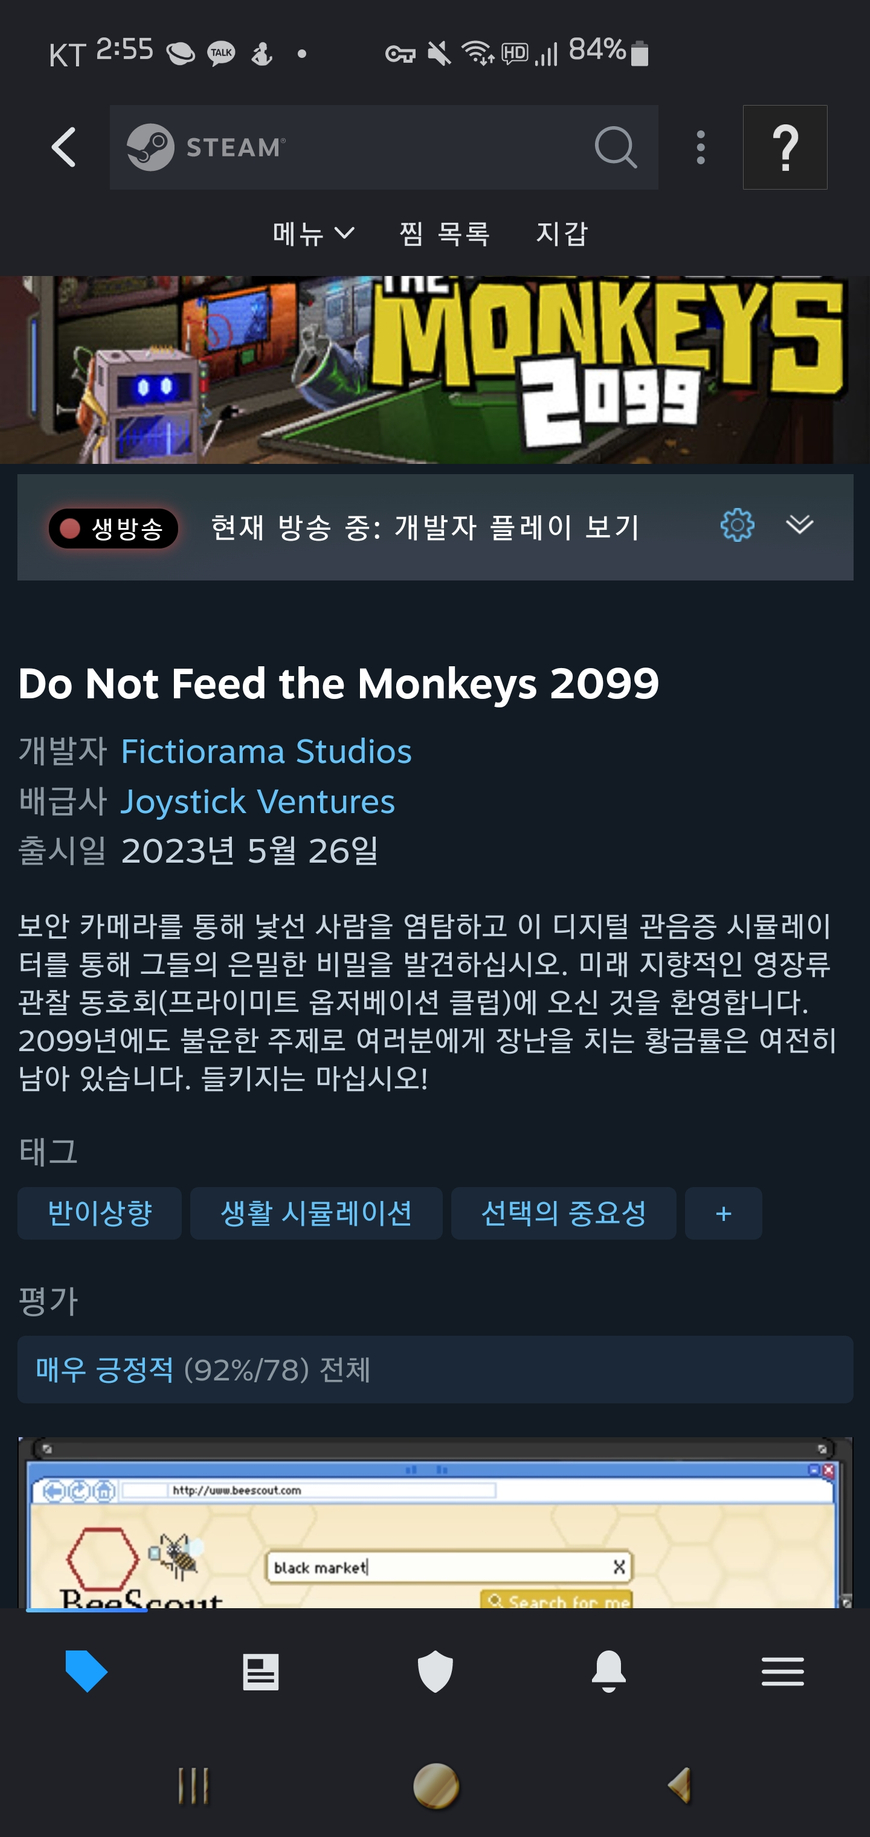 KT 2:55 TALK HD 84%
STEAM®
?
메뉴 찜 목록 지갑
THE
MONKEYS
2099
생방송 현재 방송 중: 개발자 플레이 보기
Do Not Feed the Monkeys 2099
개발자 Fictiorama Studios
배급사 Joystick Ventures
출시일 2023년 5월 26일
보안 카메라를 통해 낯선 사람을 염탐하고 이 디지털 관음증 시뮬레이
터를 통해 그들의 은밀한 비밀을 발견하십시오. 미래 지향적인 영장류
관찰 동호회(프라이미트 옵저베이션 클럽)에 오신 것을 환영합니다.
2099년에도 불운한 주제로 여러분에게 장난을 치는 황금률은 여전히
남아 있습니다. 들키지는 마십시오!
태그
반이상향 생활 시뮬레이션 선택의 중요성 +
평가
매우 긍정적 (92%/78) 전체
http://www.beescout.com
black market X
BeeScout
Search for me